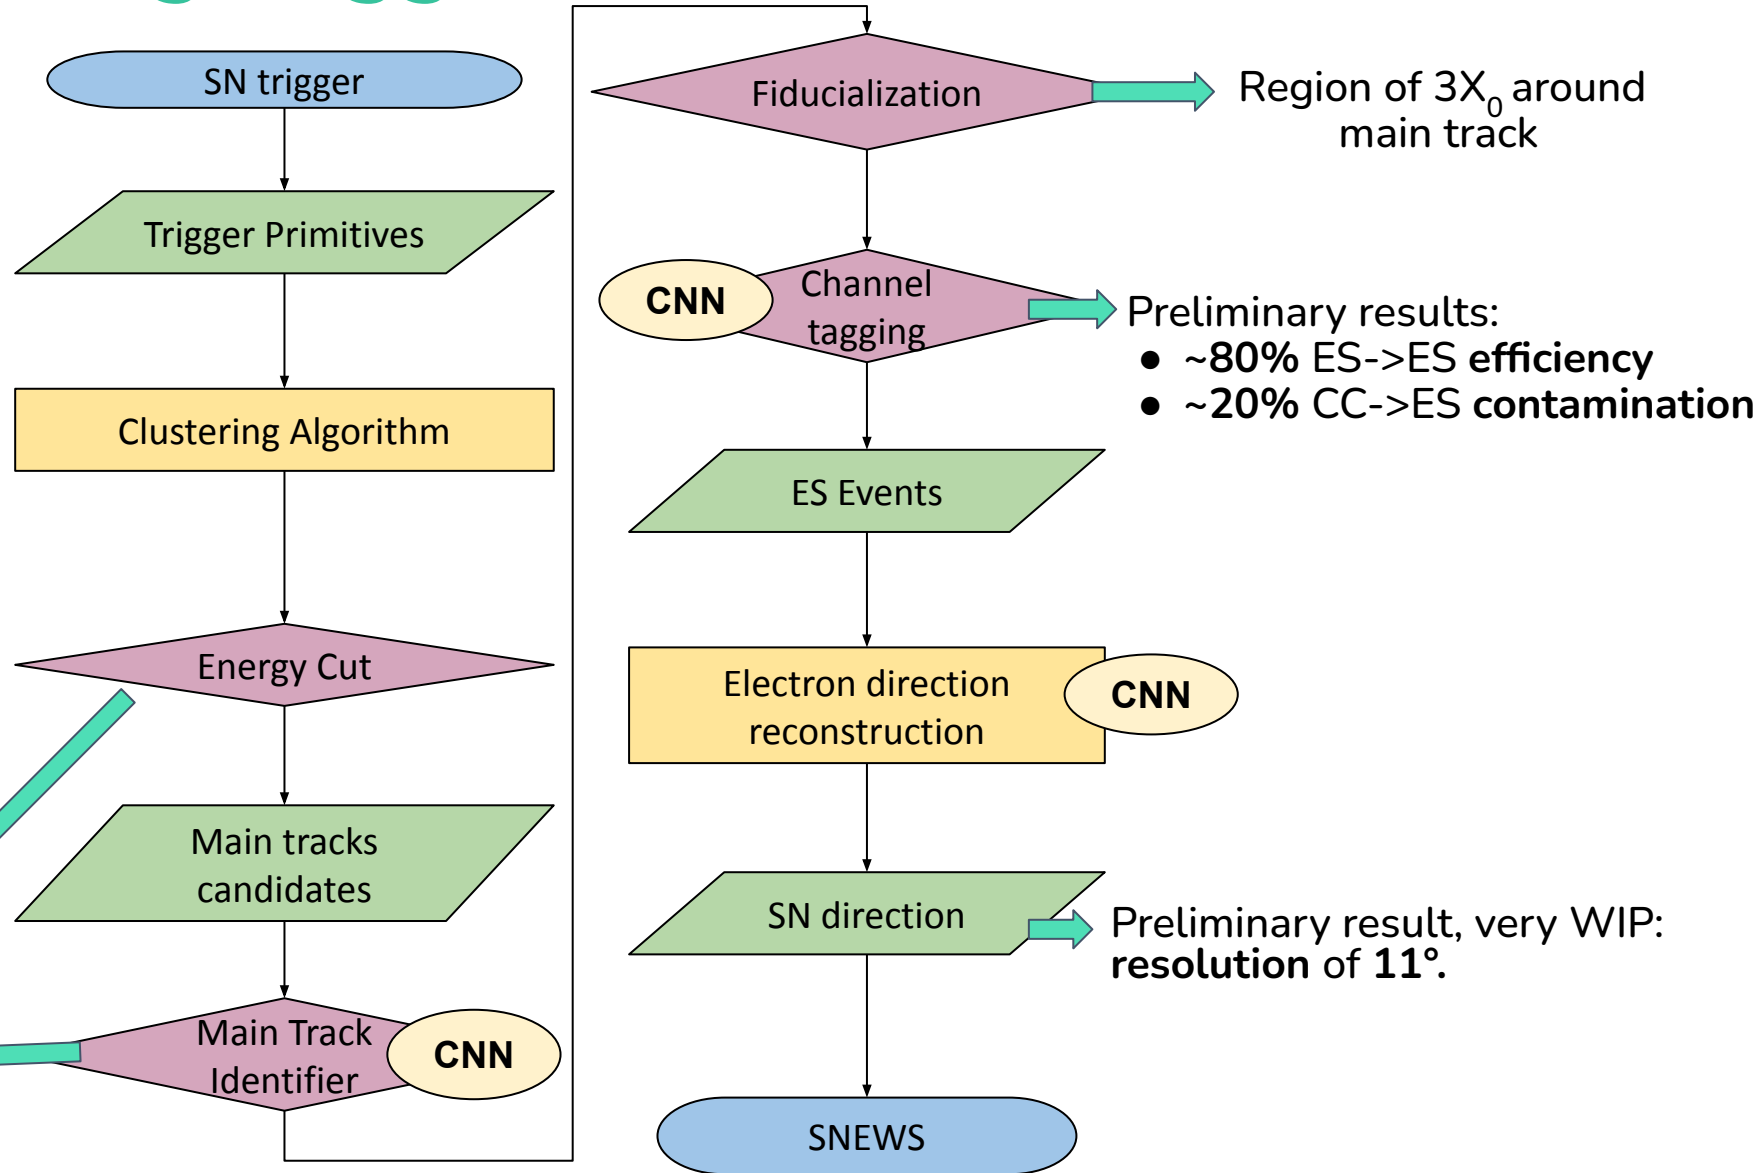 SN trigger
Trigger Primitives
Clustering Algorithm
Energy Cut
Main tracks
candidates
Main Track
Identifier
CNN
Fiducialization
Region of 3X₀ around
main track
CNN
Channel
tagging
Preliminary results:
● ~80% ES->ES efficiency
● ~20% CC->ES contamination
ES Events
Electron direction
reconstruction
CNN
SN direction
Preliminary result, very WIP:
resolution of 11°.
SNEWS